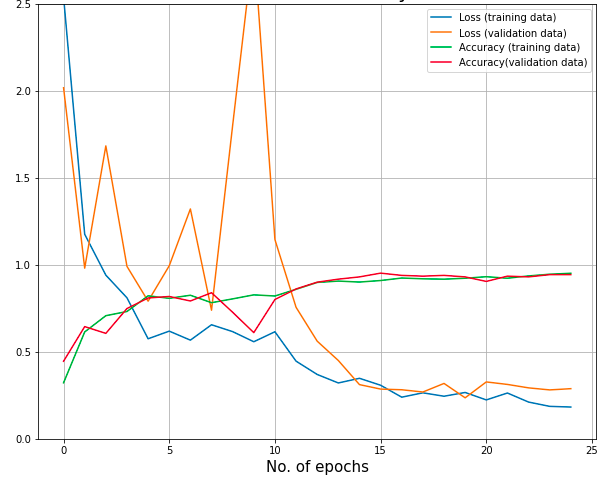 Loss (training data)
Loss (validation data)
Accuracy (training data)
Accuracy(validation data)
2.5
2.0
1.5
1.0
0.5
0.0
0 5 10 15 20 25
No. of epochs